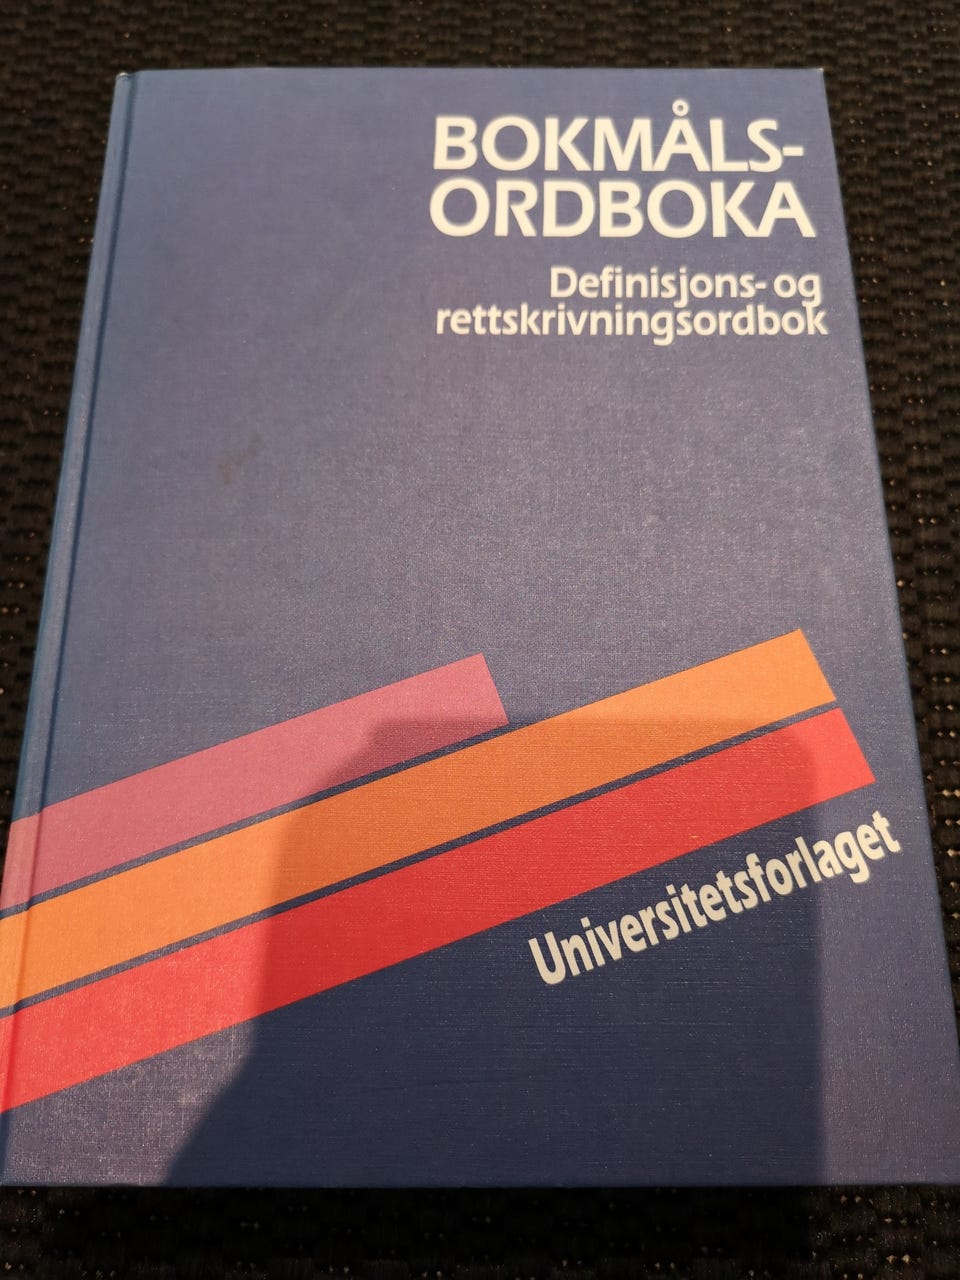 BOKMÅLS-
ORDBOKA
Definisjons- og
rettskrivningsordbok
Universitetsforlaget